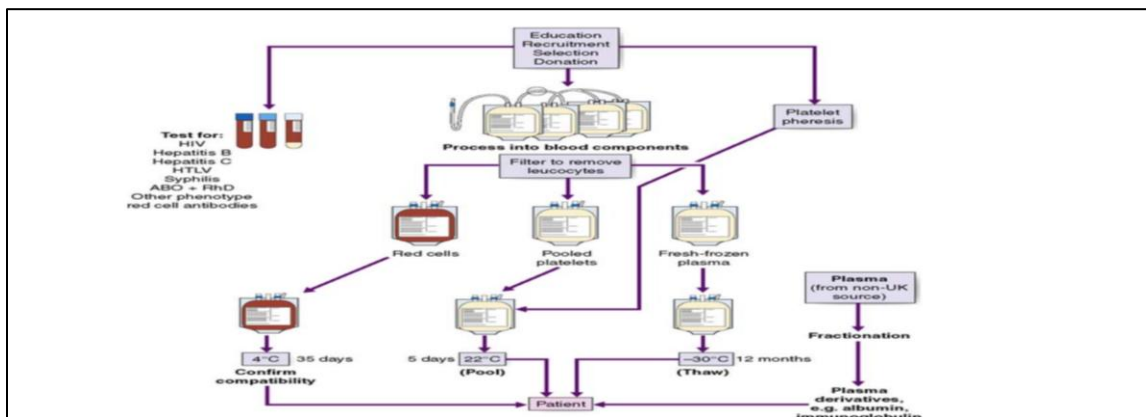 Education
Recruitment
Selection
Donation
Platelet
pheresis
Test for:
HIV
Hepatitis B
Hepatitis C
HTLV
Syphilis
ABO + RhD
Other phenotype
red cell antibodies
Process into blood components
Filter to remove
leucocytes
Red cells
Pooled
platelets
Fresh-frozen
plasma
Plasma
(from non-UK
source)
Fractionation
4°C 35 days
Confirm
compatibility
5 days 22°C
(Pool)
–30°C 12 months
(Thaw)
Patient
Plasma
derivatives,
e.g. albumin,
immunoglobulin